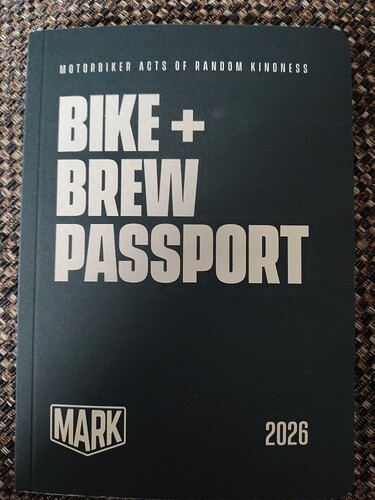 MOTORBIKER ACTS OF RANDOM KINDNESS
BIKE +
BREW
PASSPORT
MARK
2026